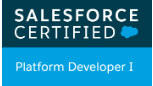 SALESFORCE
CERTIFIED
Platform Developer I